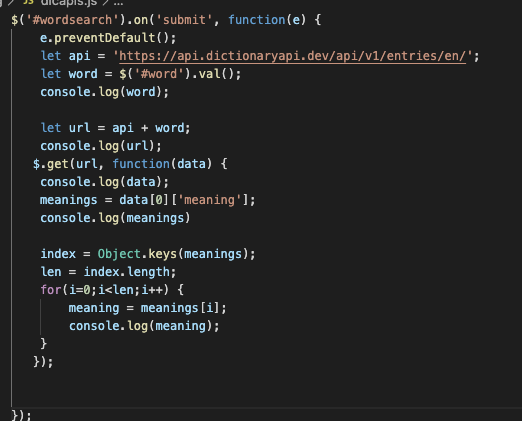 / JS dicapis.js / ...
$('#wordsearch').on('submit', function(e) {
e.preventDefault();
let api = 'https://api.dictionaryapi.dev/api/v1/entries/en/';
let word = $('#word').val();
console.log(word);
let url = api + word;
console.log(url);
$.get(url, function(data) {
console.log(data);
meanings = data[0]['meaning'];
console.log(meanings)
index = Object.keys(meanings);
len = index.length;
for(i=0;i<len;i++) {
meaning = meanings[i];
console.log(meaning);
}
});
});